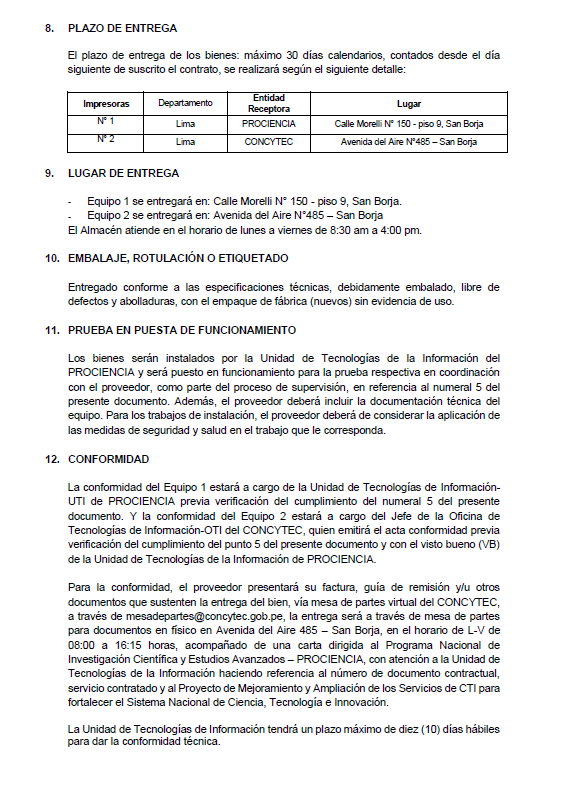 8. PLAZO DE ENTREGA
El plazo de entrega de los bienes: máximo 30 días calendarios, contados desde el día
siguiente de suscrito el contrato, se realizará según el siguiente detalle:
Impresoras Departamento Entidad Receptora Lugar
N° 1 Lima PROCIENCIA Calle Morelli N° 150 - piso 9, San Borja
N° 2 Lima CONCYTEC Avenida del Aire N°485 – San Borja
9. LUGAR DE ENTREGA
- Equipo 1 se entregará en: Calle Morelli N° 150 - piso 9, San Borja.
- Equipo 2 se entregará en: Avenida del Aire N°485 – San Borja
El Almacén atiende en el horario de lunes a viernes de 8:30 am a 4:00 pm.
10. EMBALAJE, ROTULACIÓN O ETIQUETADO
Entregado conforme a las especificaciones técnicas, debidamente embalado, libre de
defectos y abolladuras, con el empaque de fábrica (nuevos) sin evidencia de uso.
11. PRUEBA EN PUESTA DE FUNCIONAMIENTO
Los bienes serán instalados por la Unidad de Tecnologías de la Información del
PROCIENCIA y será puesto en funcionamiento para la prueba respectiva en coordinación
con el proveedor, como parte del proceso de supervisión, en referencia al numeral 5 del
presente documento. Además, el proveedor deberá incluir la documentación técnica del
equipo. Para los trabajos de instalación, el proveedor deberá de considerar la aplicación de
las medidas de seguridad y salud en el trabajo que le corresponda.
12. CONFORMIDAD
La conformidad del Equipo 1 estará a cargo de la Unidad de Tecnologías de Información-
UTI de PROCIENCIA previa verificación del cumplimiento del numeral 5 del presente
documento. Y la conformidad del Equipo 2 estará a cargo del Jefe de la Oficina de
Tecnologías de Información-OTI del CONCYTEC, quien emitirá el acta conformidad previa
verificación del cumplimiento del punto 5 del presente documento y con el visto bueno (VB)
de la Unidad de Tecnologías de la Información de PROCIENCIA.
Para la conformidad, el proveedor presentará su factura, guía de remisión y/u otros
documentos que sustenten la entrega del bien, vía mesa de partes virtual del CONCYTEC,
a través de mesadepartes@concytec.gob.pe, la entrega será a través de mesa de partes
para documentos en físico en Avenida del Aire 485 – San Borja, en el horario de L-V de
08:00 a 16:15 horas, acompañado de una carta dirigida al Programa Nacional de
Investigación Científica y Estudios Avanzados – PROCIENCIA, con atención a la Unidad de
Tecnologías de la Información haciendo referencia al número de documento contractual,
servicio contratado y al Proyecto de Mejoramiento y Ampliación de los Servicios de CTI para
fortalecer el Sistema Nacional de Ciencia, Tecnología e Innovación.
La Unidad de Tecnologías de Información tendrá un plazo máximo de diez (10) días hábiles
para dar la conformidad técnica.